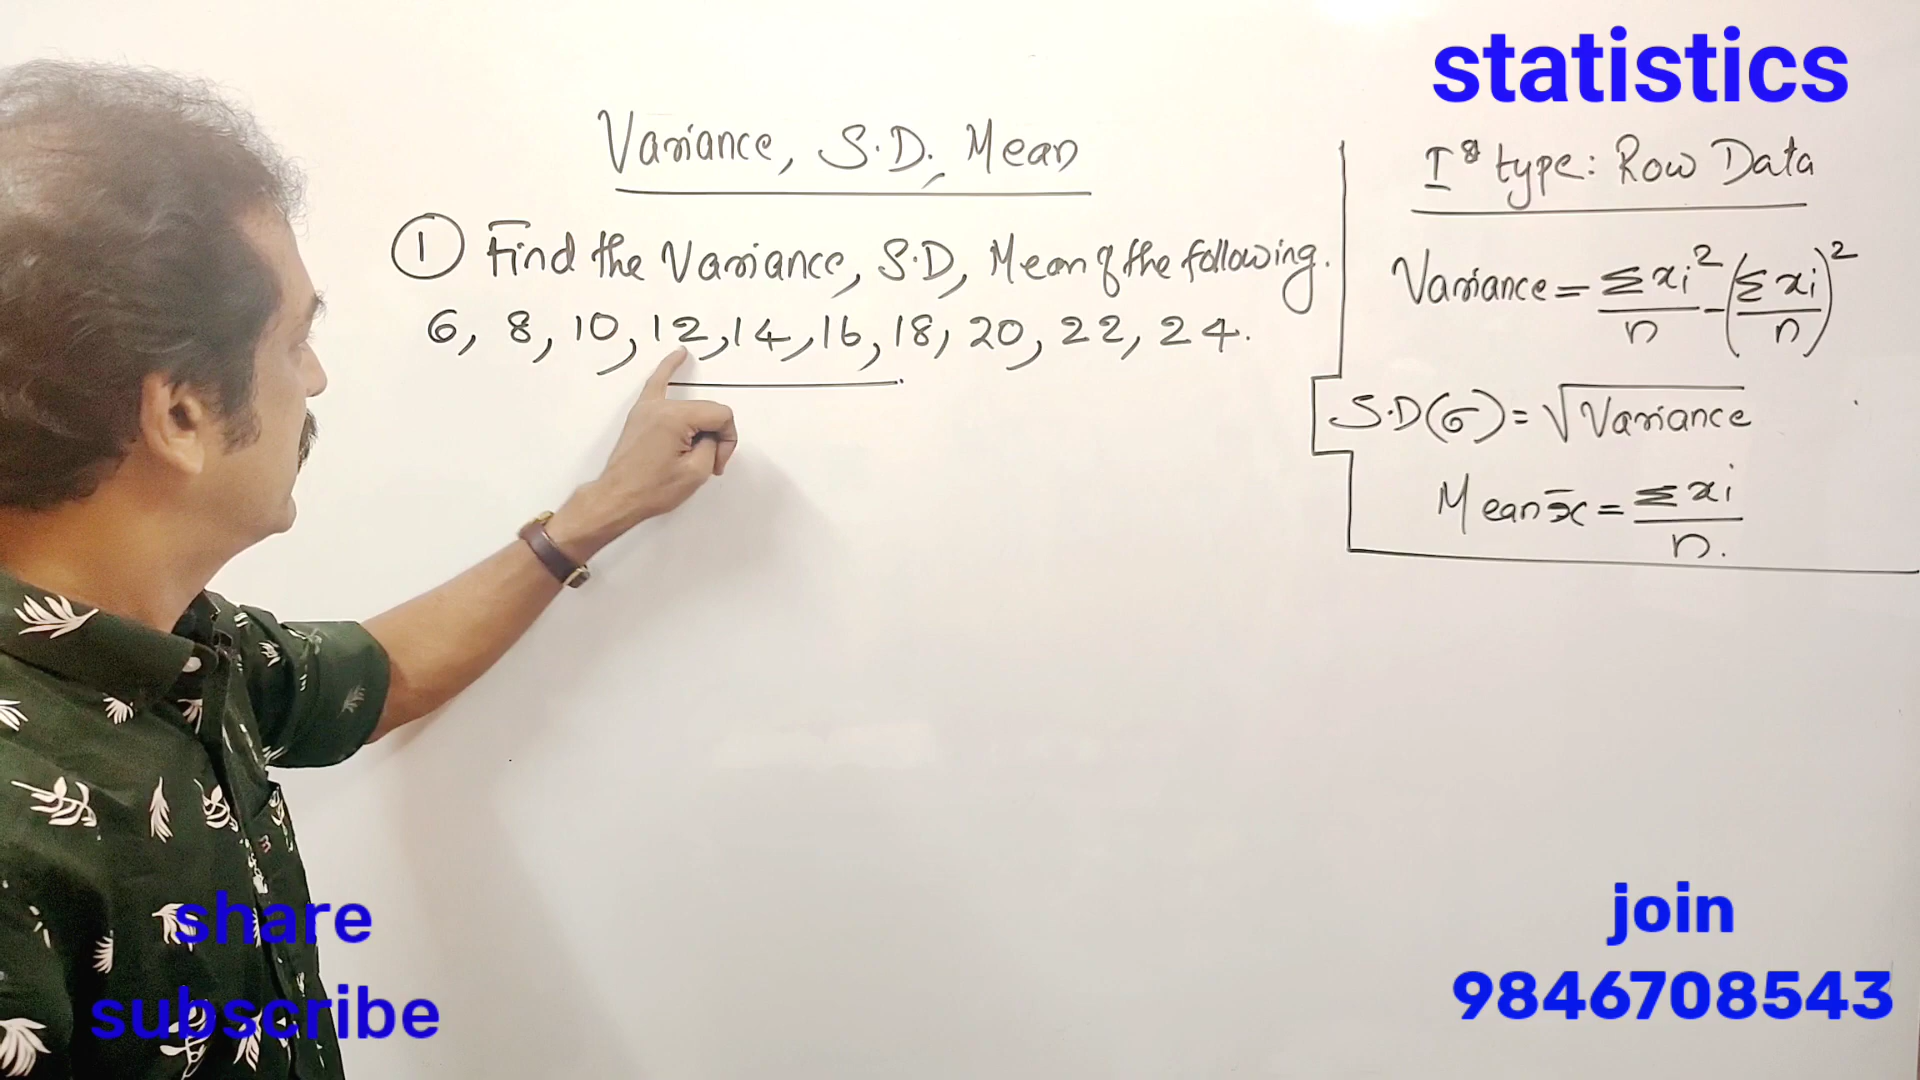 statistics
Variance, S.D, Mean
① Find the Variance, S.D, Mean of the following.
6, 8, 10, 12, 14, 16, 18, 20, 22, 24.
I type: Row Data
Variance = Σxi²/n - (Σxi/n)²
S.D(σ) = √Variance
Mean x̄ = Σxi/n.
share
subscribe
join
9846708543